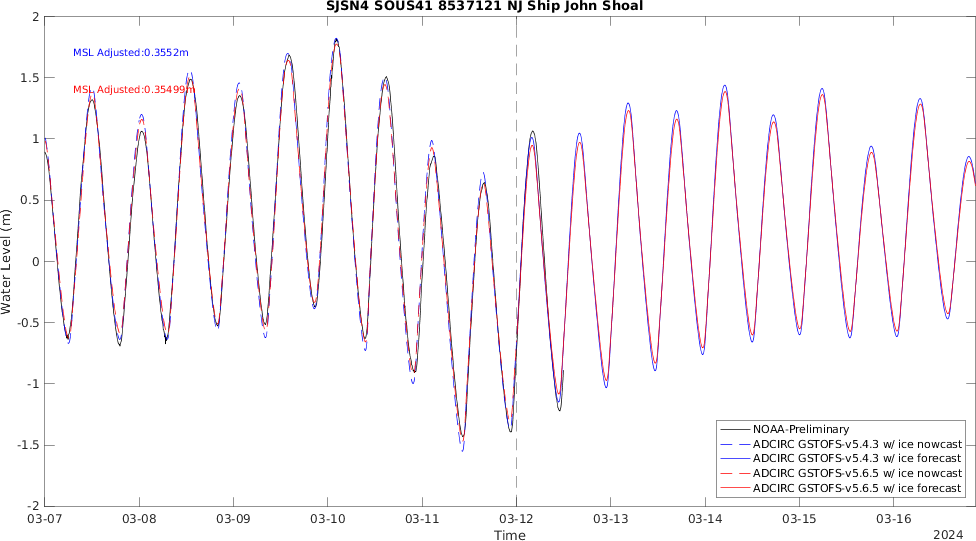 SJSN4 SOUS41 8537121 NJ Ship John Shoal
MSL Adjusted:0.3552m
MSL Adjusted:0.35499m
Water Level (m)
2
1.5
1
0.5
0
-0.5
-1
-1.5
-2
NOAA-Preliminary
ADCIRC GSTOFS-v5.4.3 w/ ice nowcast
ADCIRC GSTOFS-v5.4.3 w/ ice forecast
ADCIRC GSTOFS-v5.6.5 w/ ice nowcast
ADCIRC GSTOFS-v5.6.5 w/ ice forecast
03-07 03-08 03-09 03-10 03-11 03-12 03-13 03-14 03-15 03-16
Time
2024